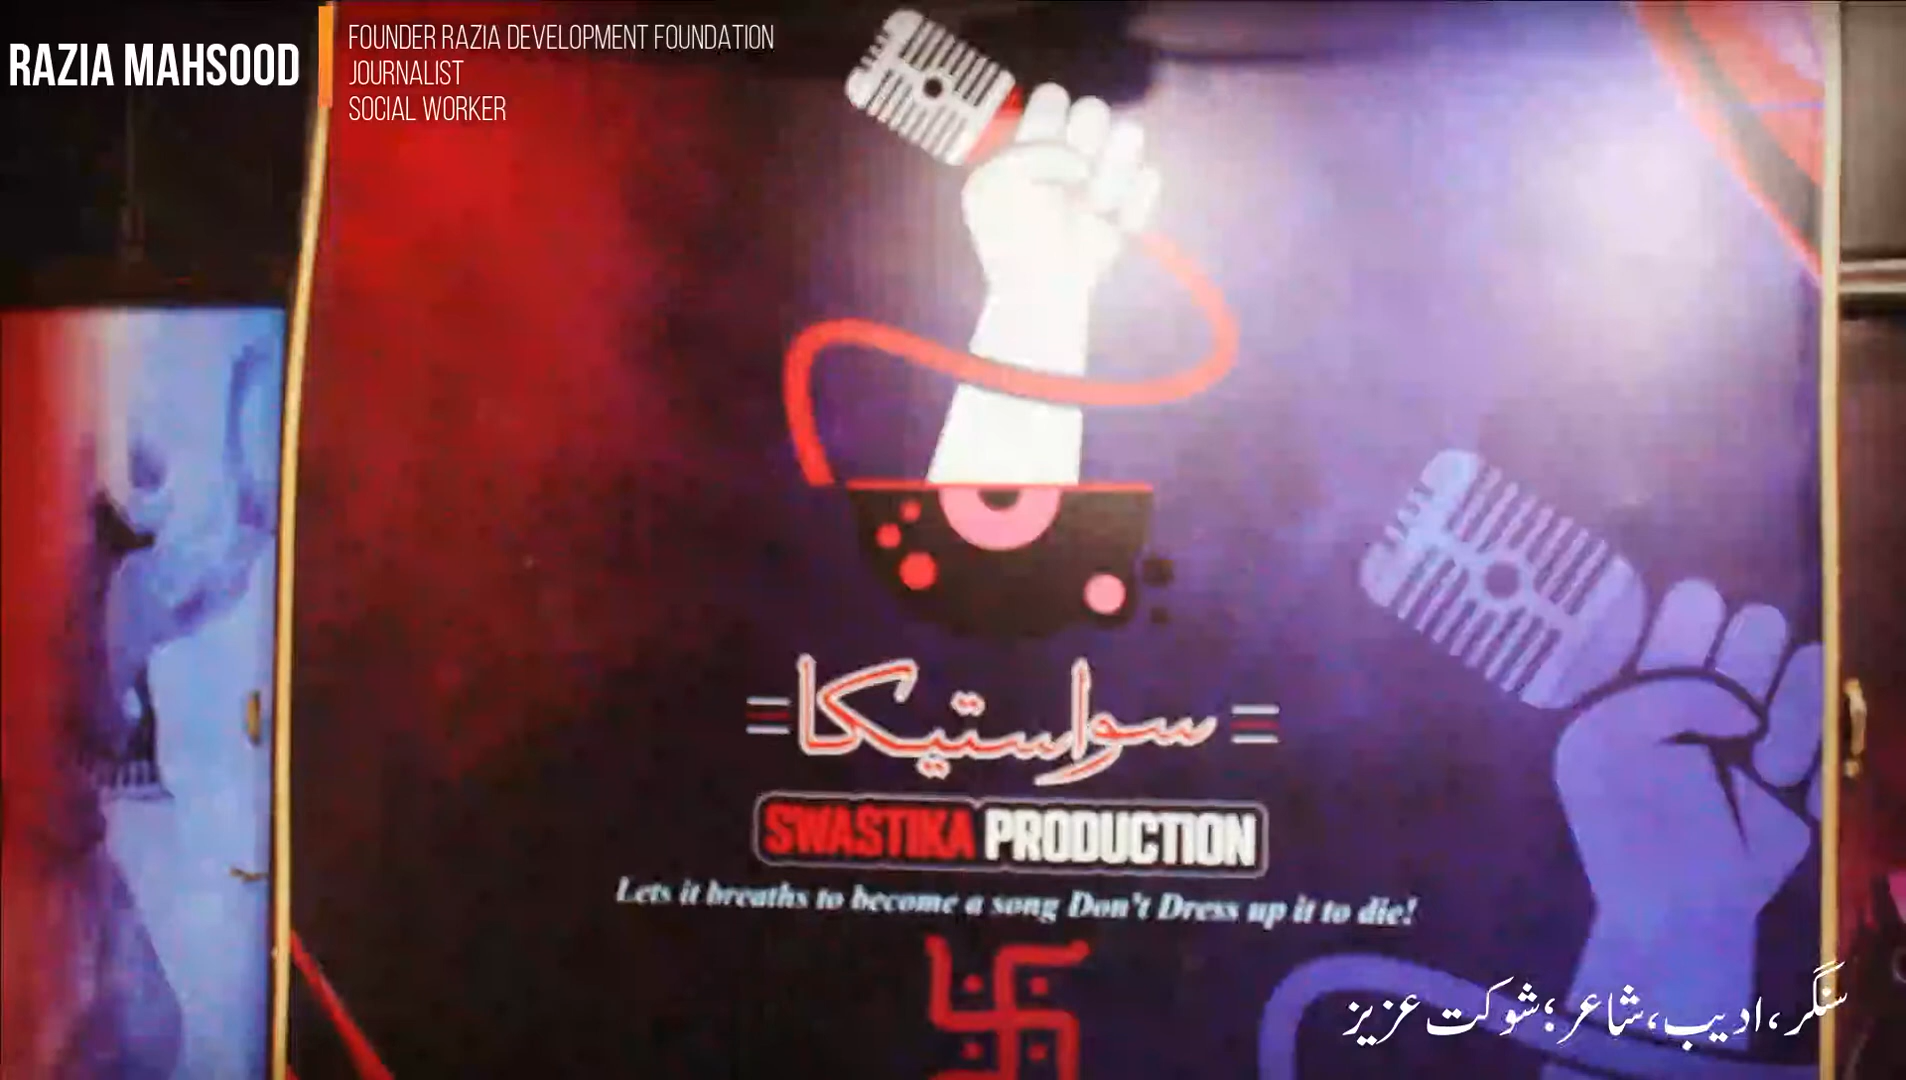 RAZIA MAHSOOD
FOUNDER RAZIA DEVELOPMENT FOUNDATION
JOURNALIST
SOCIAL WORKER
سواستیکا
SWASTIKA PRODUCTION
Lets it breaths to become a song Don't Dress up it to die!
سنگر، ادیب، شاعر؛ شوکت عزیز